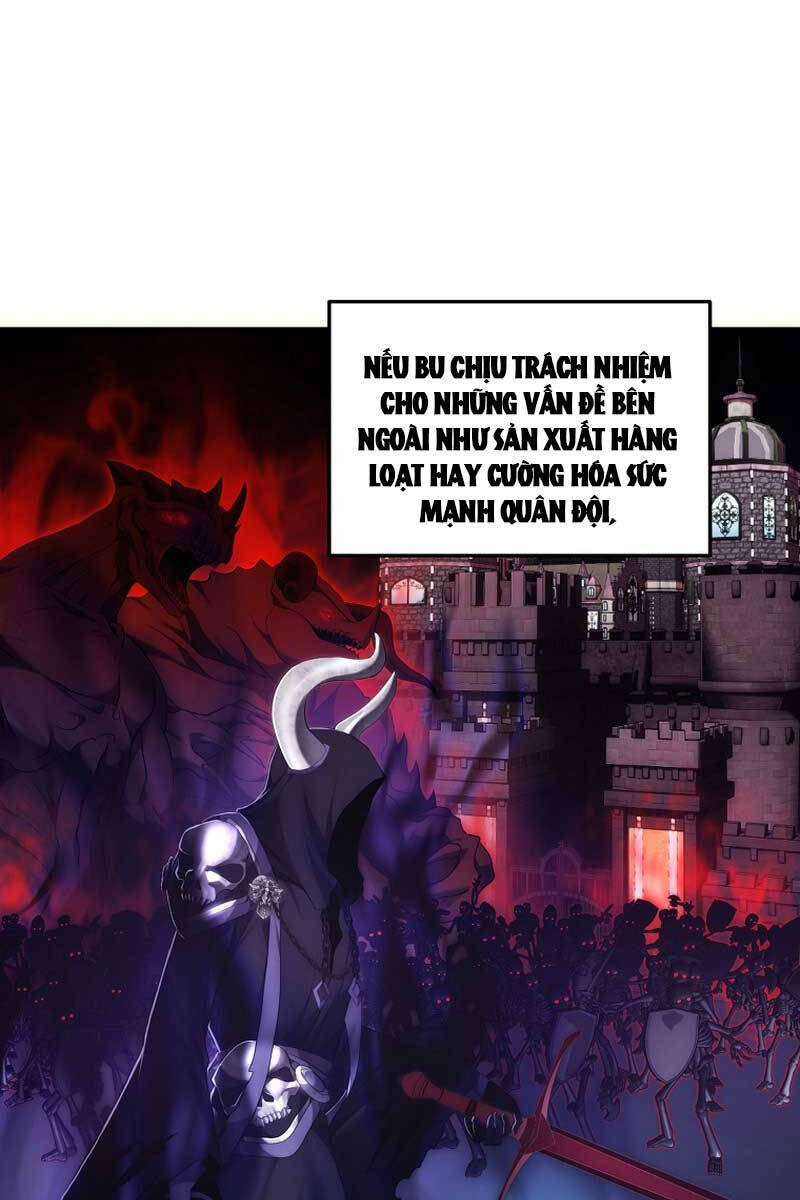 NẾU BU CHỊU TRÁCH NHIỆM
CHO NHỮNG VẤN ĐỀ BÊN
NGOÀI NHƯ SẢN XUẤT HÀNG
LOẠT HAY CƯỜNG HÓA SỨC
MẠNH QUÂN ĐỘI,